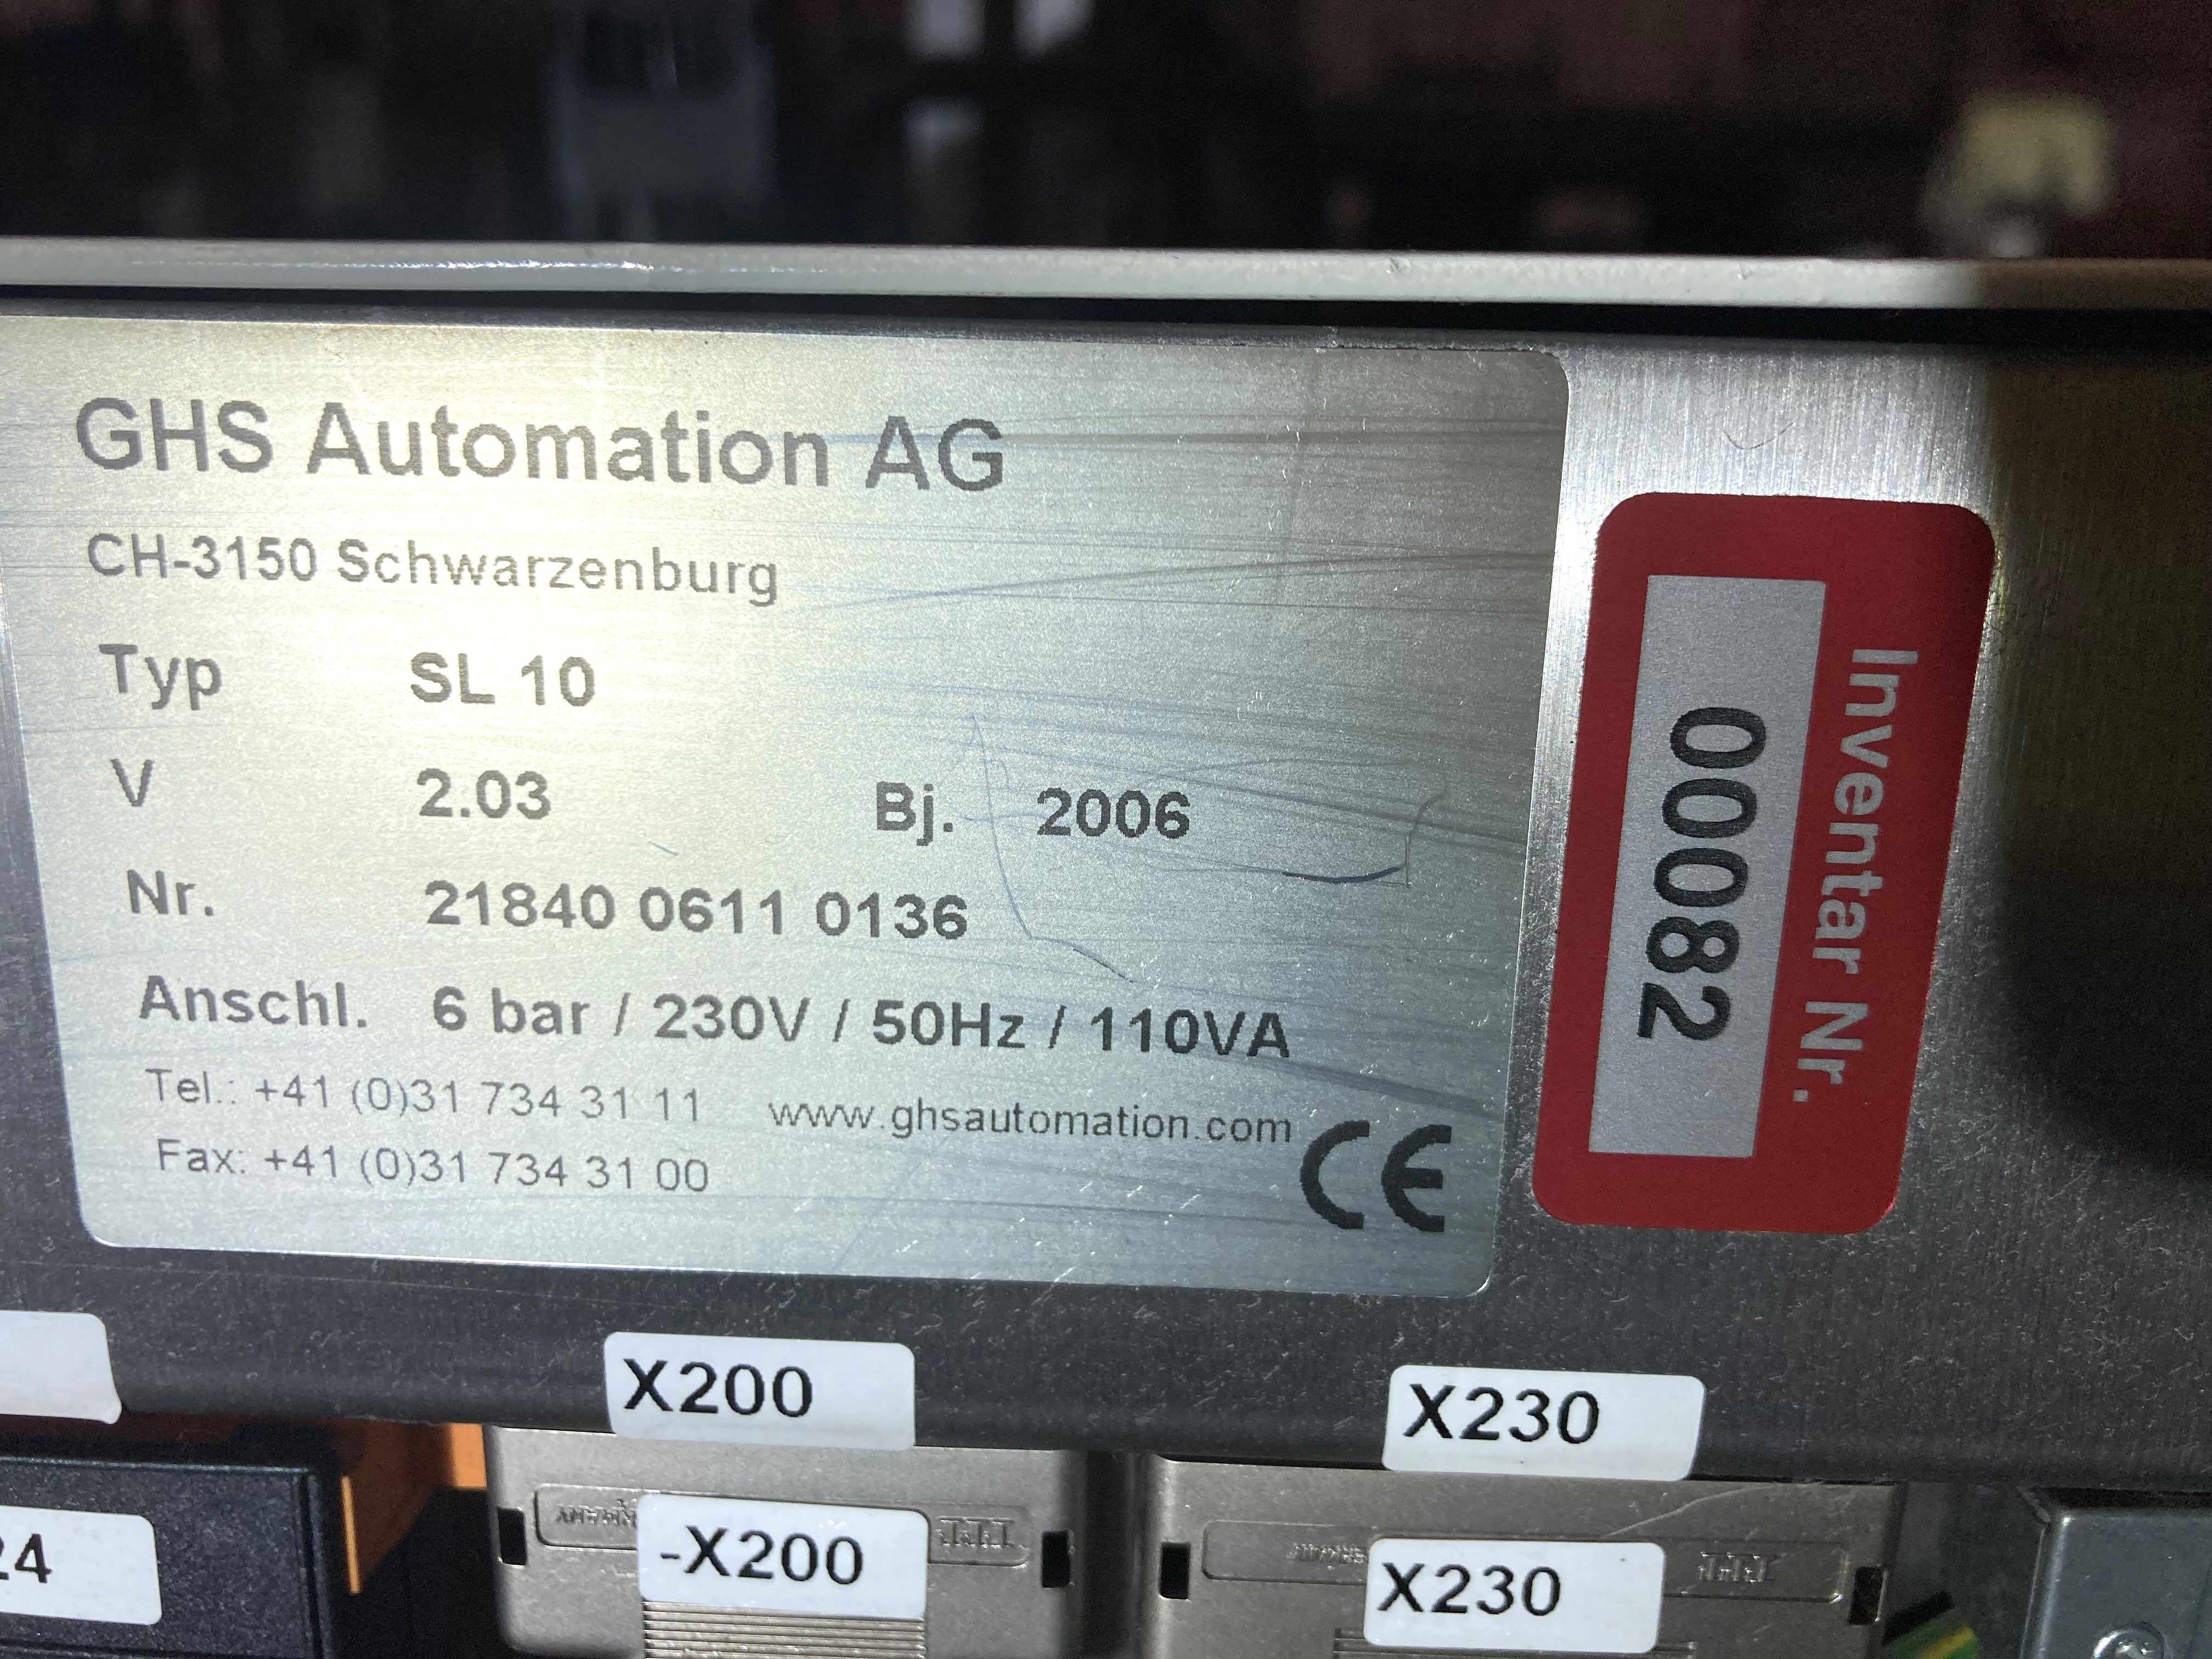 GHS Automation AG
CH-3150 Schwarzenburg
Typ SL 10
V 2.03 Bj. 2006
Nr. 21840 0611 0136
Anschl. 6 bar / 230V / 50Hz / 110VA
Tel.: +41 (0)31 734 31 11 www.ghsautomation.com
Fax: +41 (0)31 734 31 00
CE
Inventar Nr.
00082
X200
X230
-X200
X230